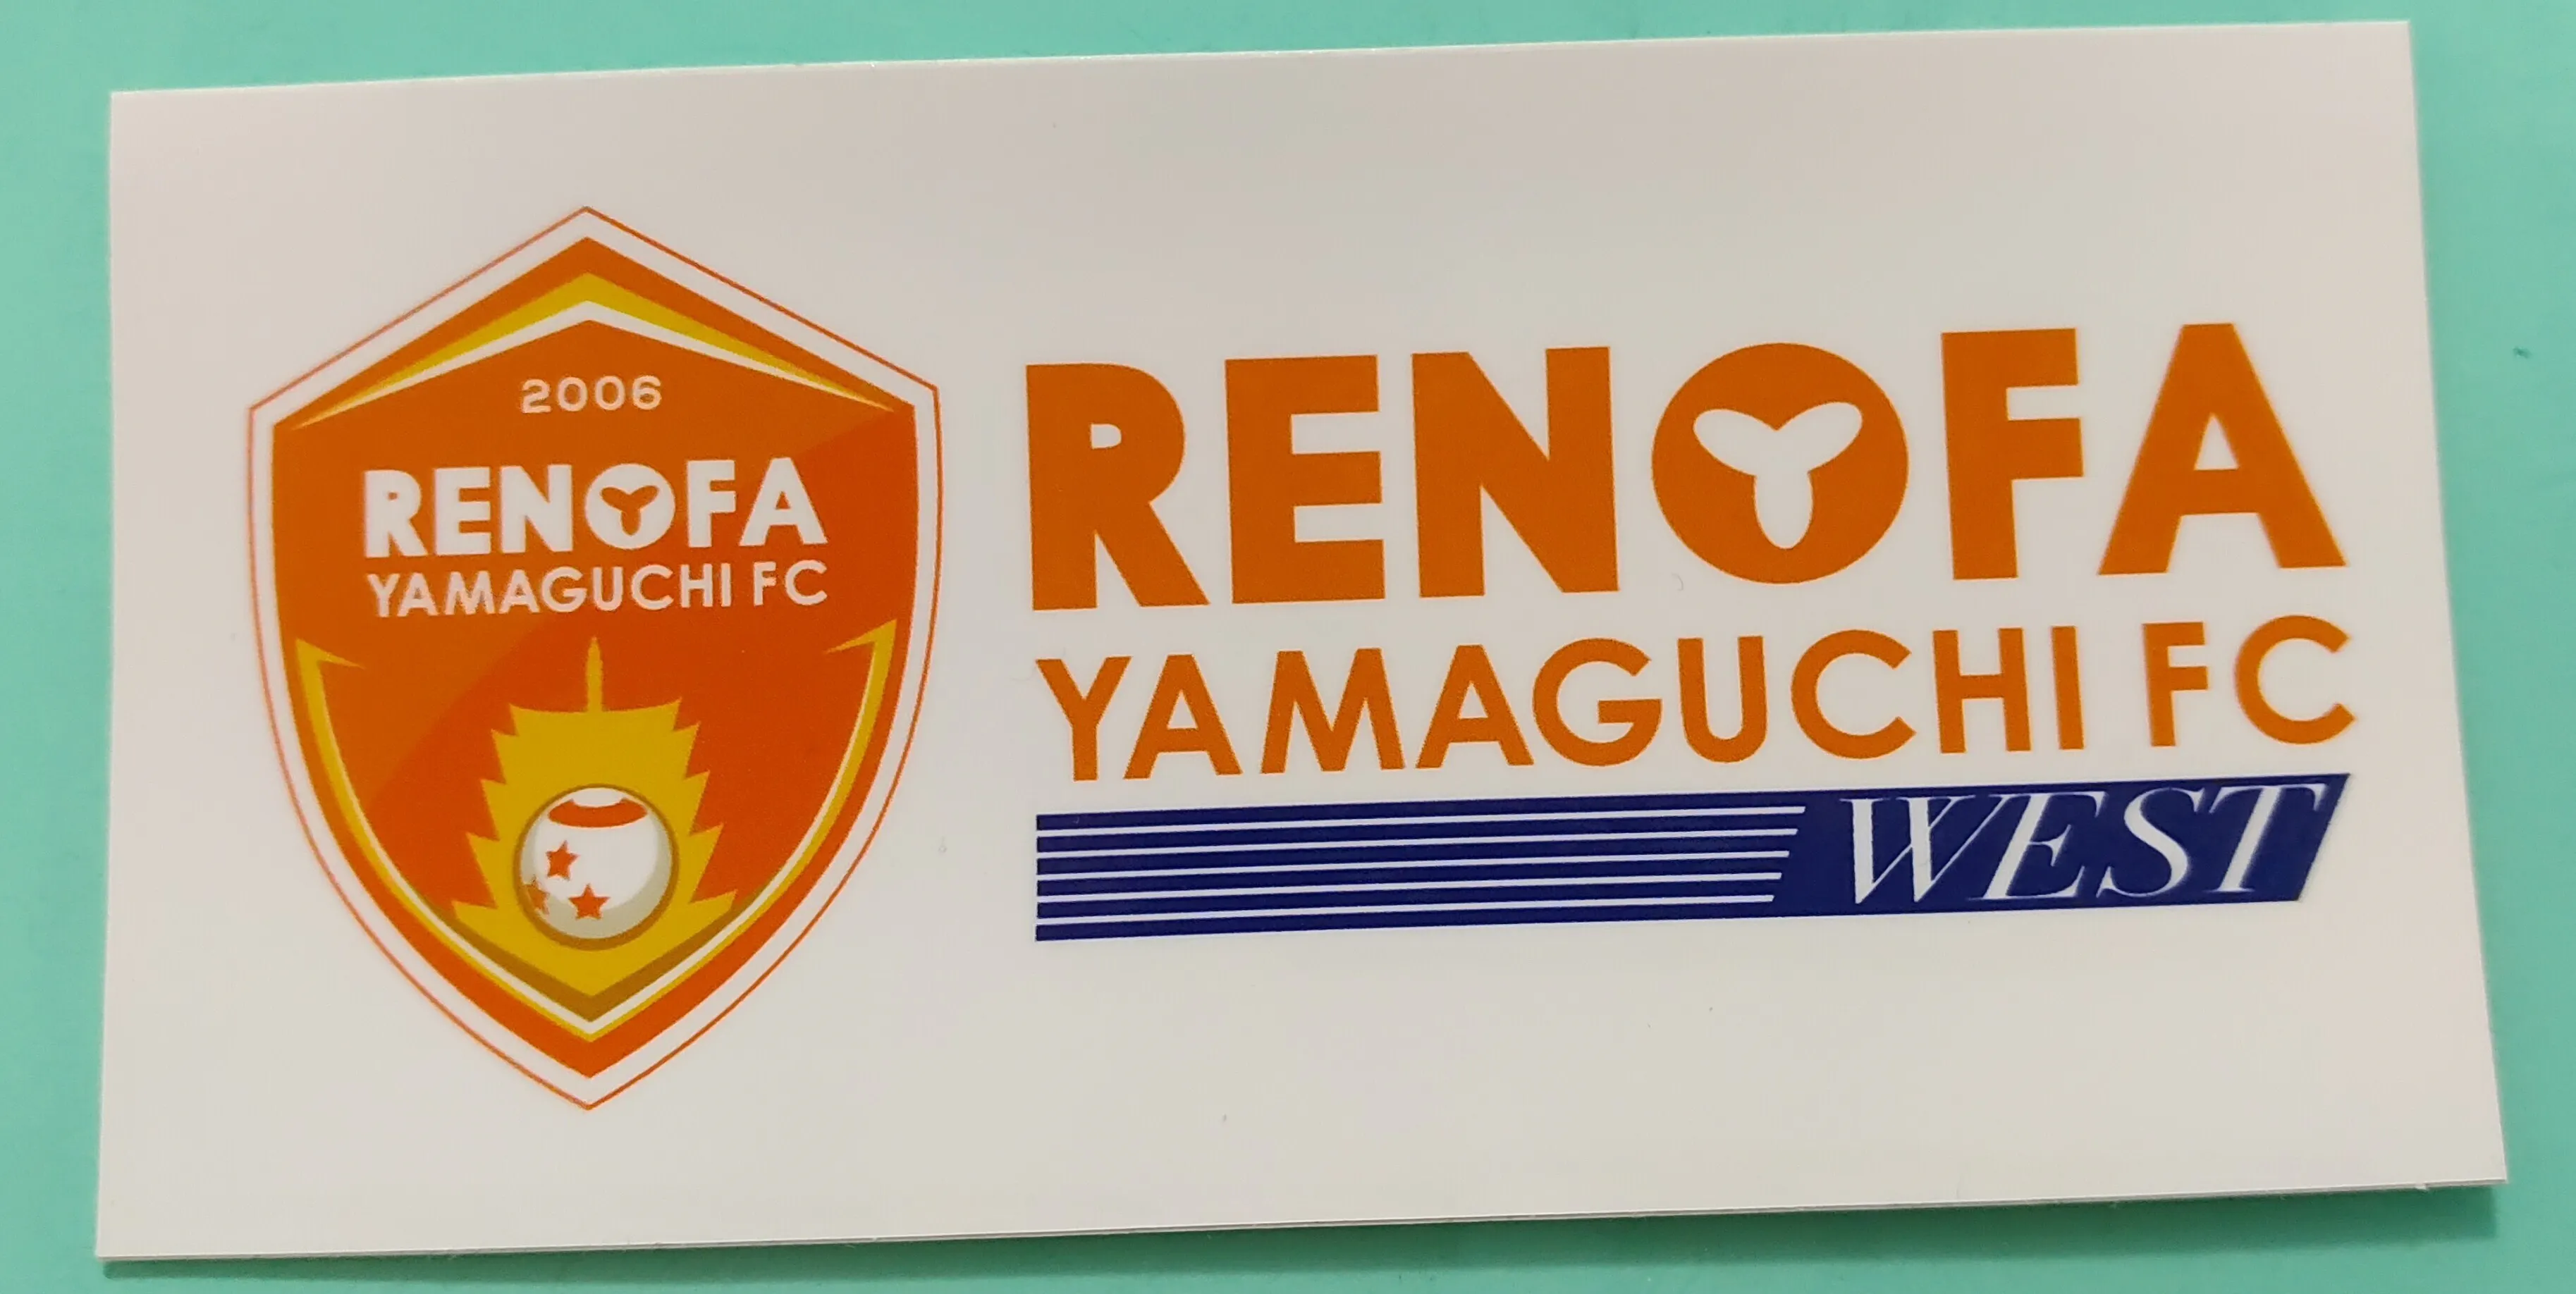 2006
RENOFA
YAMAGUCHI FC
RENOFA
YAMAGUCHI FC
WEST